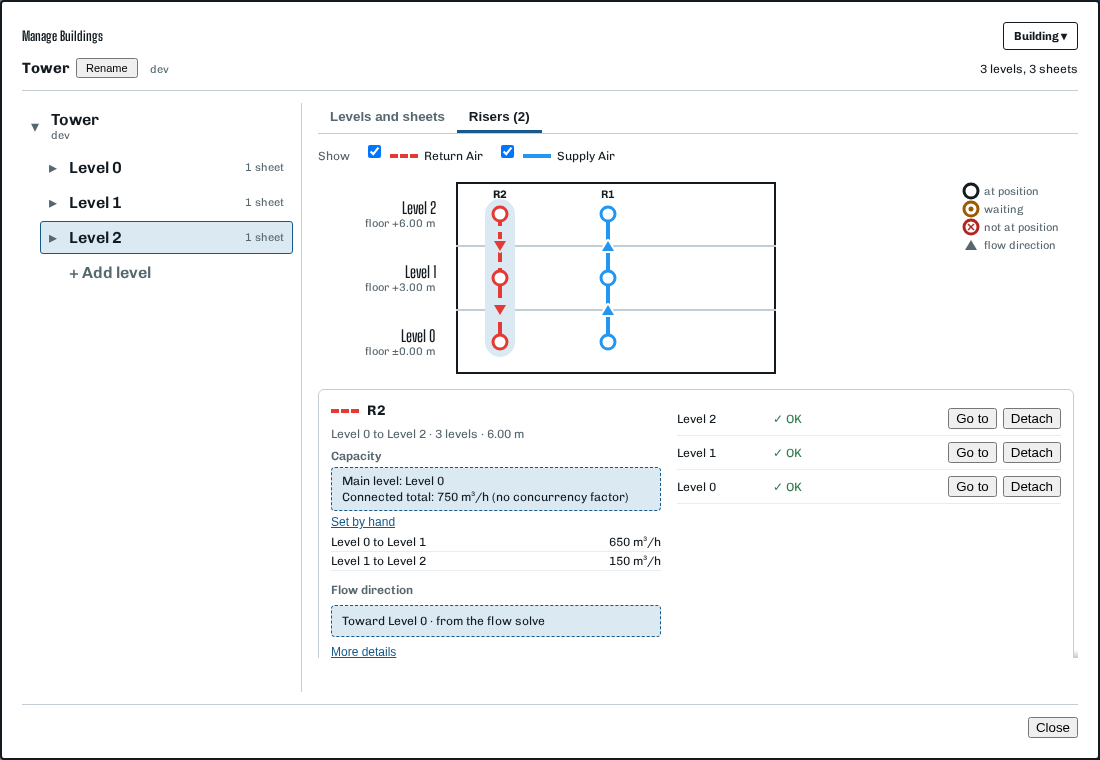 Manage Buildings
Building ▾
Tower Rename dev
3 levels, 3 sheets
▼ Tower
dev
▶ Level 0 1 sheet
▶ Level 1 1 sheet
▶ Level 2 1 sheet
+ Add level
Levels and sheets Risers (2)
Show Return Air Supply Air
R2 R1
Level 2
floor +6.00 m
Level 1
floor +3.00 m
Level 0
floor ±0.00 m
at position
waiting
not at position
flow direction
R2
Level 0 to Level 2 · 3 levels · 6.00 m
Capacity
Main level: Level 0
Connected total: 750 m³/h (no concurrency factor)
Set by hand
Level 0 to Level 1 650 m³/h
Level 1 to Level 2 150 m³/h
Flow direction
Toward Level 0 · from the flow solve
More details
Level 2 ✓ OK Go to Detach
Level 1 ✓ OK Go to Detach
Level 0 ✓ OK Go to Detach
Close